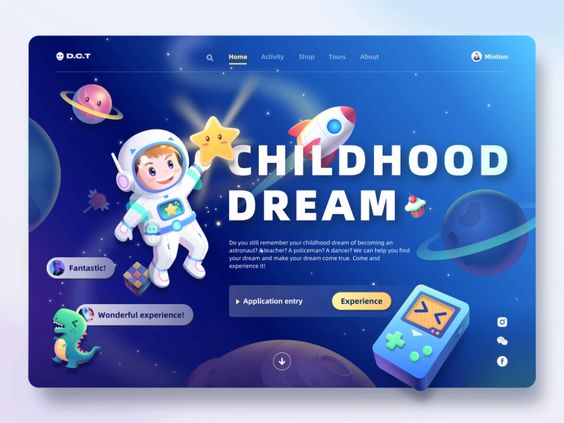 D.C.T
Home
Activity
Shop
Tours
About
Mintion
CHILDHOOD
DREAM
Do you still remember your childhood dream of becoming an
astronaut? A teacher? A policeman? A dancer? We can help you find
your dream and make your dream come true. Come and
experience it!
Fantastic!
Wonderful experience!
Application entry
Experience